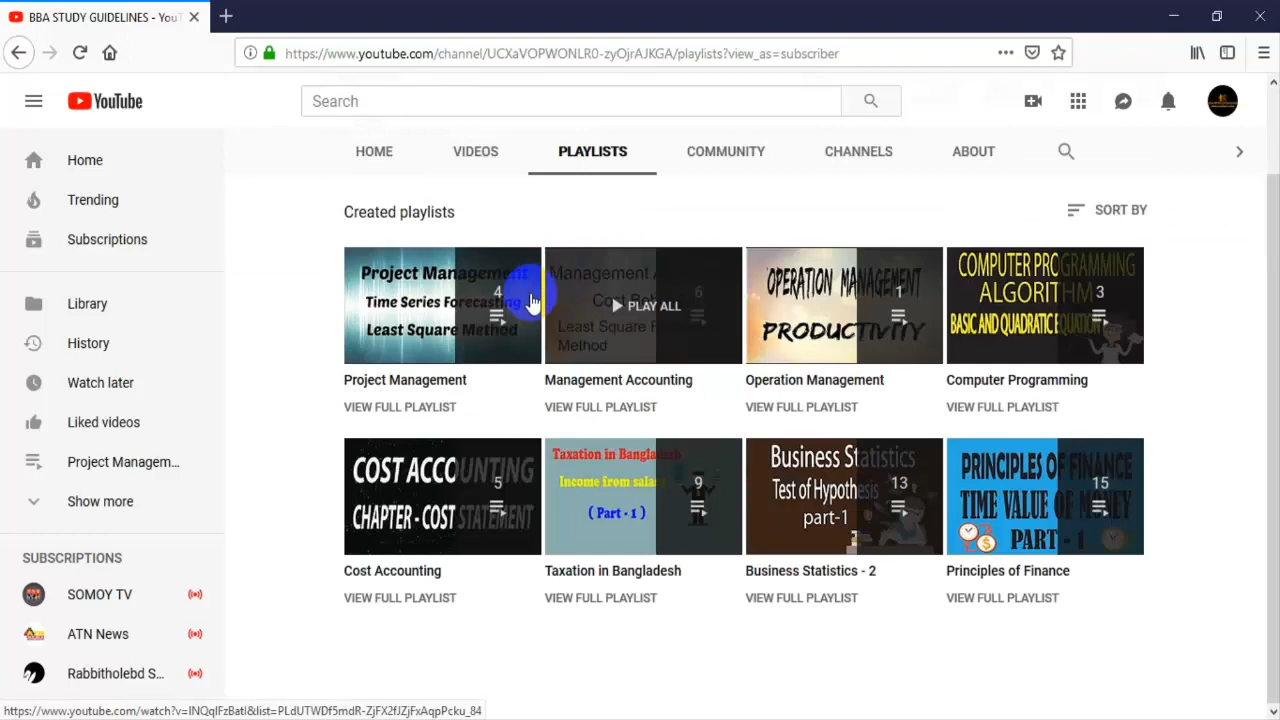 BBA STUDY GUIDELINES - YouT
https://www.youtube.com/channel/UCXaVOPWONLR0-zyOjrAJKGA/playlists?view_as=subscriber
YouTube
Search
HOME VIDEOS PLAYLISTS COMMUNITY CHANNELS ABOUT
Home
Trending
Subscriptions
Library
History
Watch later
Liked videos
Project Managem...
Show more
SUBSCRIPTIONS
SOMOY TV
ATN News
Rabbitholebd S...
Created playlists
SORT BY
Project Management
Time Series Forecasting
Least Square Method
4
Project Management
VIEW FULL PLAYLIST
Management
Least Square
Method
6
PLAY ALL
Management Accounting
VIEW FULL PLAYLIST
OPERATION MANAGEMENT
PRODUCTIVITY
1
Operation Management
VIEW FULL PLAYLIST
COMPUTER PROGRAMMING
ALGORITHM
BASIC AND QUADRATIC EQUATION
3
Computer Programming
VIEW FULL PLAYLIST
COST ACCOUNTING
CHAPTER - COST STATEMENT
5
Cost Accounting
VIEW FULL PLAYLIST
Taxation in Bangladesh
Income from salary
( Part - 1 )
9
Taxation in Bangladesh
VIEW FULL PLAYLIST
Business Statistics
Test of Hypothesis
part-1
13
Business Statistics - 2
VIEW FULL PLAYLIST
PRINCIPLES OF FINANCE
TIME VALUE OF MONEY
PART - 1
15
Principles of Finance
VIEW FULL PLAYLIST
https://www.youtube.com/watch?v=INQqIFzBatI&list=PLdUTWDf5mdR-ZjFX2fJZjFxAqpPcku_84